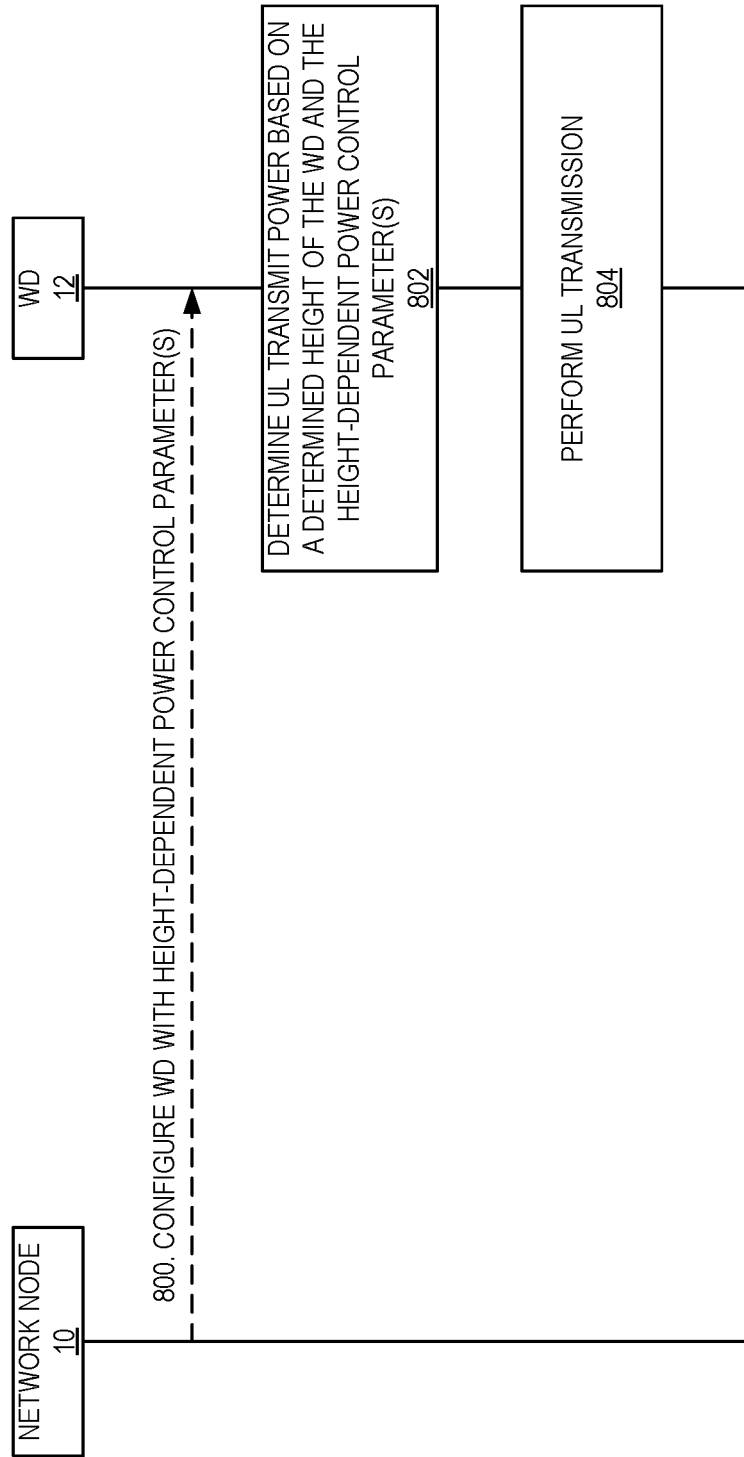 NETWORK NODE
10
WD
12
800. CONFIGURE WD WITH HEIGHT-DEPENDENT POWER CONTROL PARAMETER(S)
DETERMINE UL TRANSMIT POWER BASED ON
A DETERMINED HEIGHT OF THE WD AND THE
HEIGHT-DEPENDENT POWER CONTROL
PARAMETER(S)
802
PERFORM UL TRANSMISSION
804